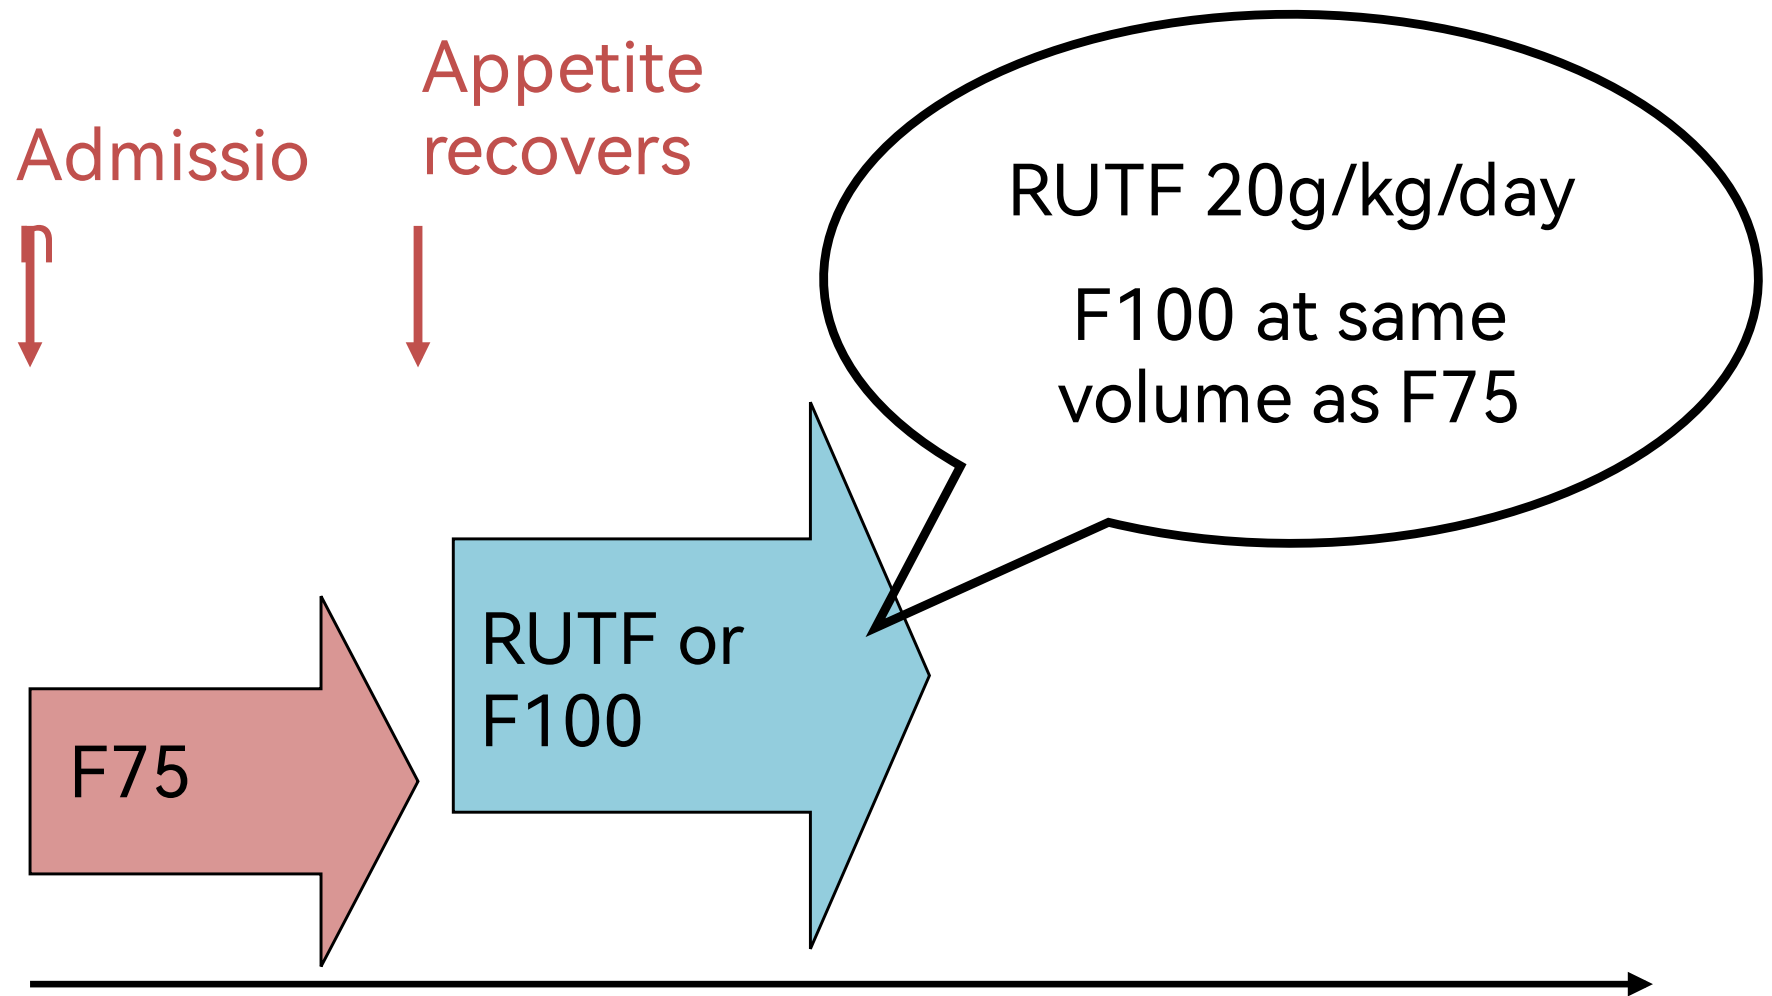 Admissio
n
Appetite
recovers
RUTF 20g/kg/day
F100 at same
volume as F75
RUTF or
F100
F75